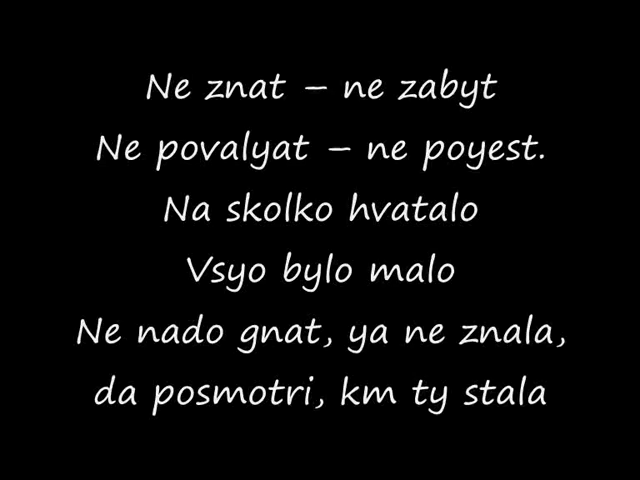 Ne znat – ne zabyt
Ne povalyat – ne poyest.
Na skolko hvatalo
Vsyo bylo malo
Ne nado gnat, ya ne znala,
da posmotri, km ty stala